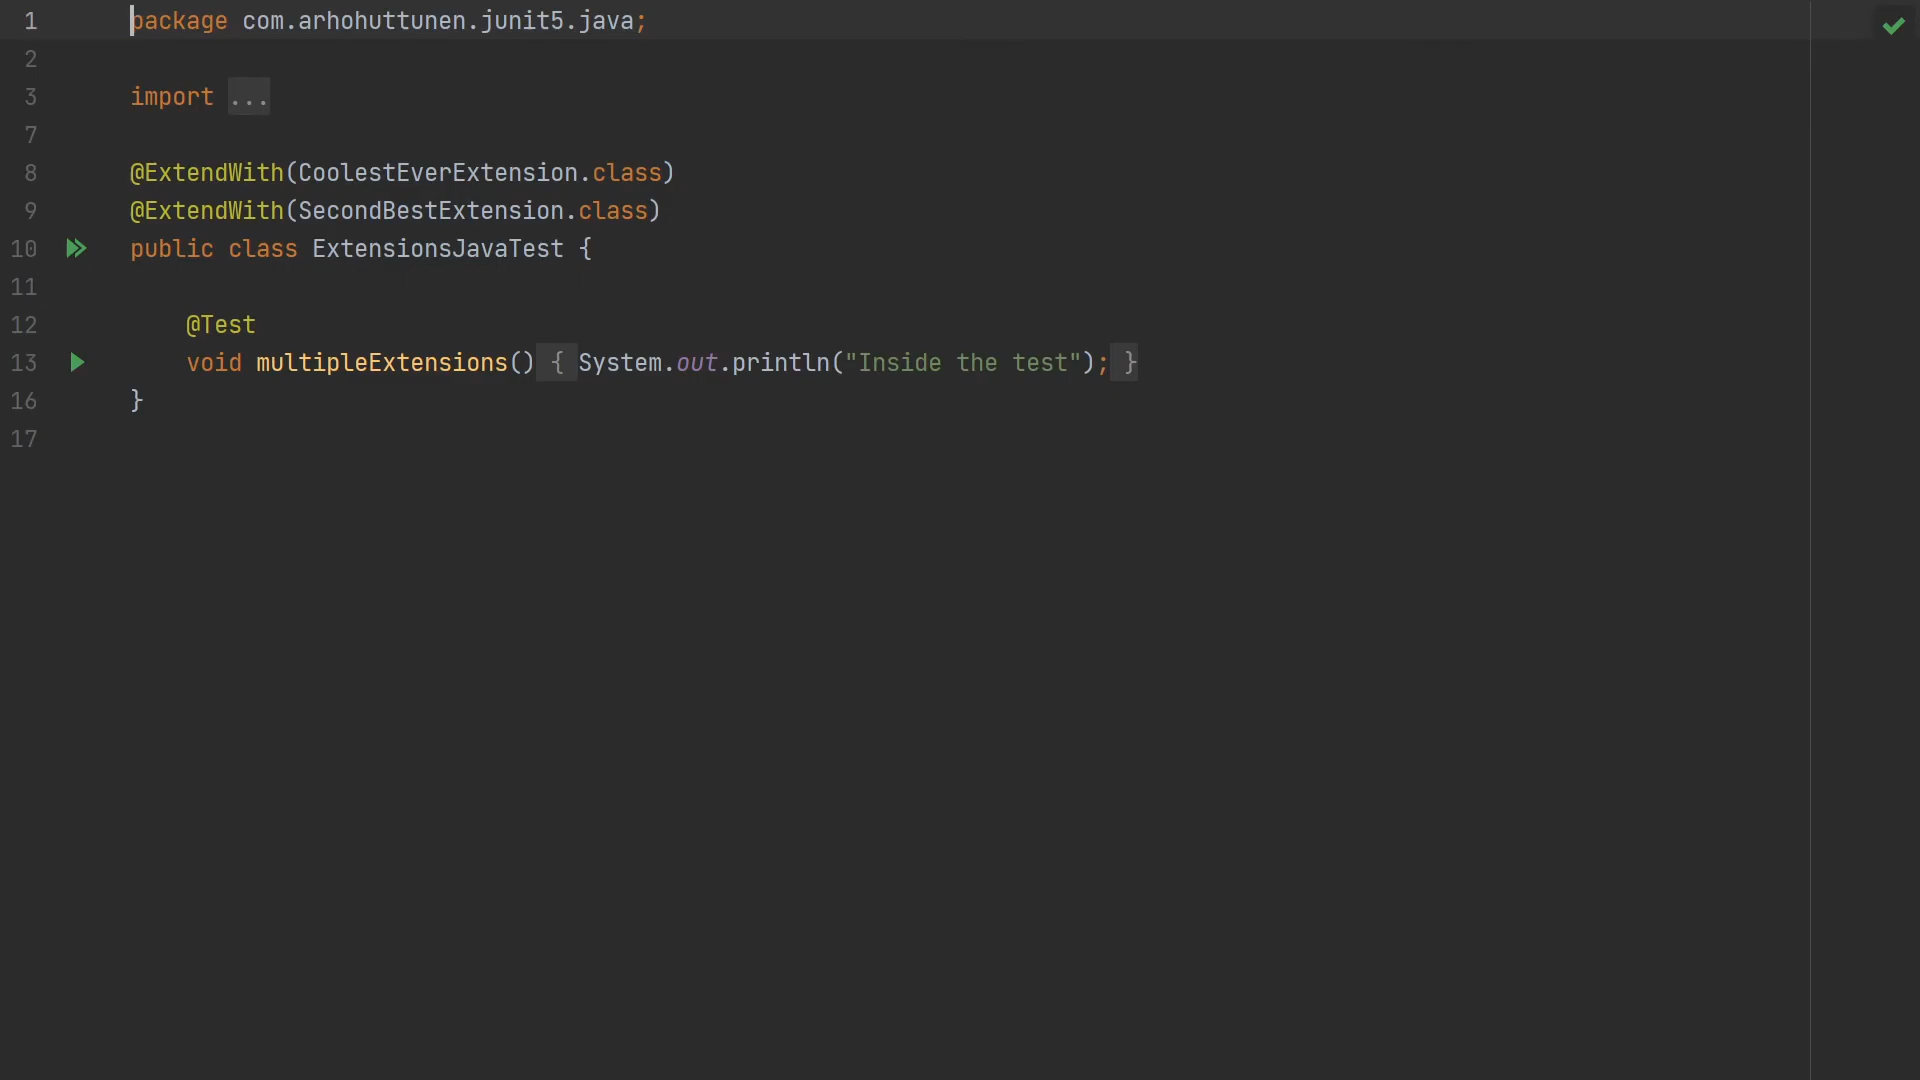 1 package com.arhohuttunen.junit5.java;
2
3 import ...
7
8 @ExtendWith(CoolestEverExtension.class)
9 @ExtendWith(SecondBestExtension.class)
10 public class ExtensionsJavaTest {
11
12 @Test
13 void multipleExtensions() { System.out.println("Inside the test"); }
16 }
17